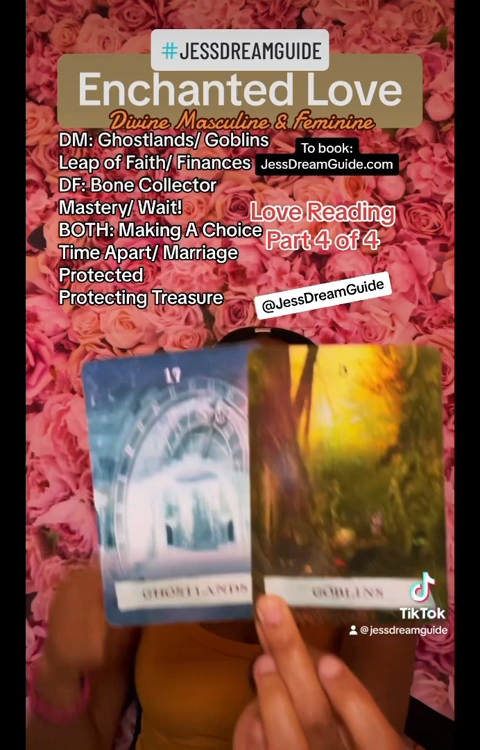 #JESSDREAMGUIDE
Enchanted Love
Divine Masculine & Feminine
DM: Ghostlands/ Goblins
Leap of Faith/ Finances
DF: Bone Collector
Mastery/ Wait!
BOTH: Making A Choice
Time Apart/ Marriage
Protected
Protecting Treasure
To book:
JessDreamGuide.com
Love Reading
Part 4 of 4
@JessDreamGuide
GHOSTLANDS
GOBLINS
TikTok
@jessdreamguide